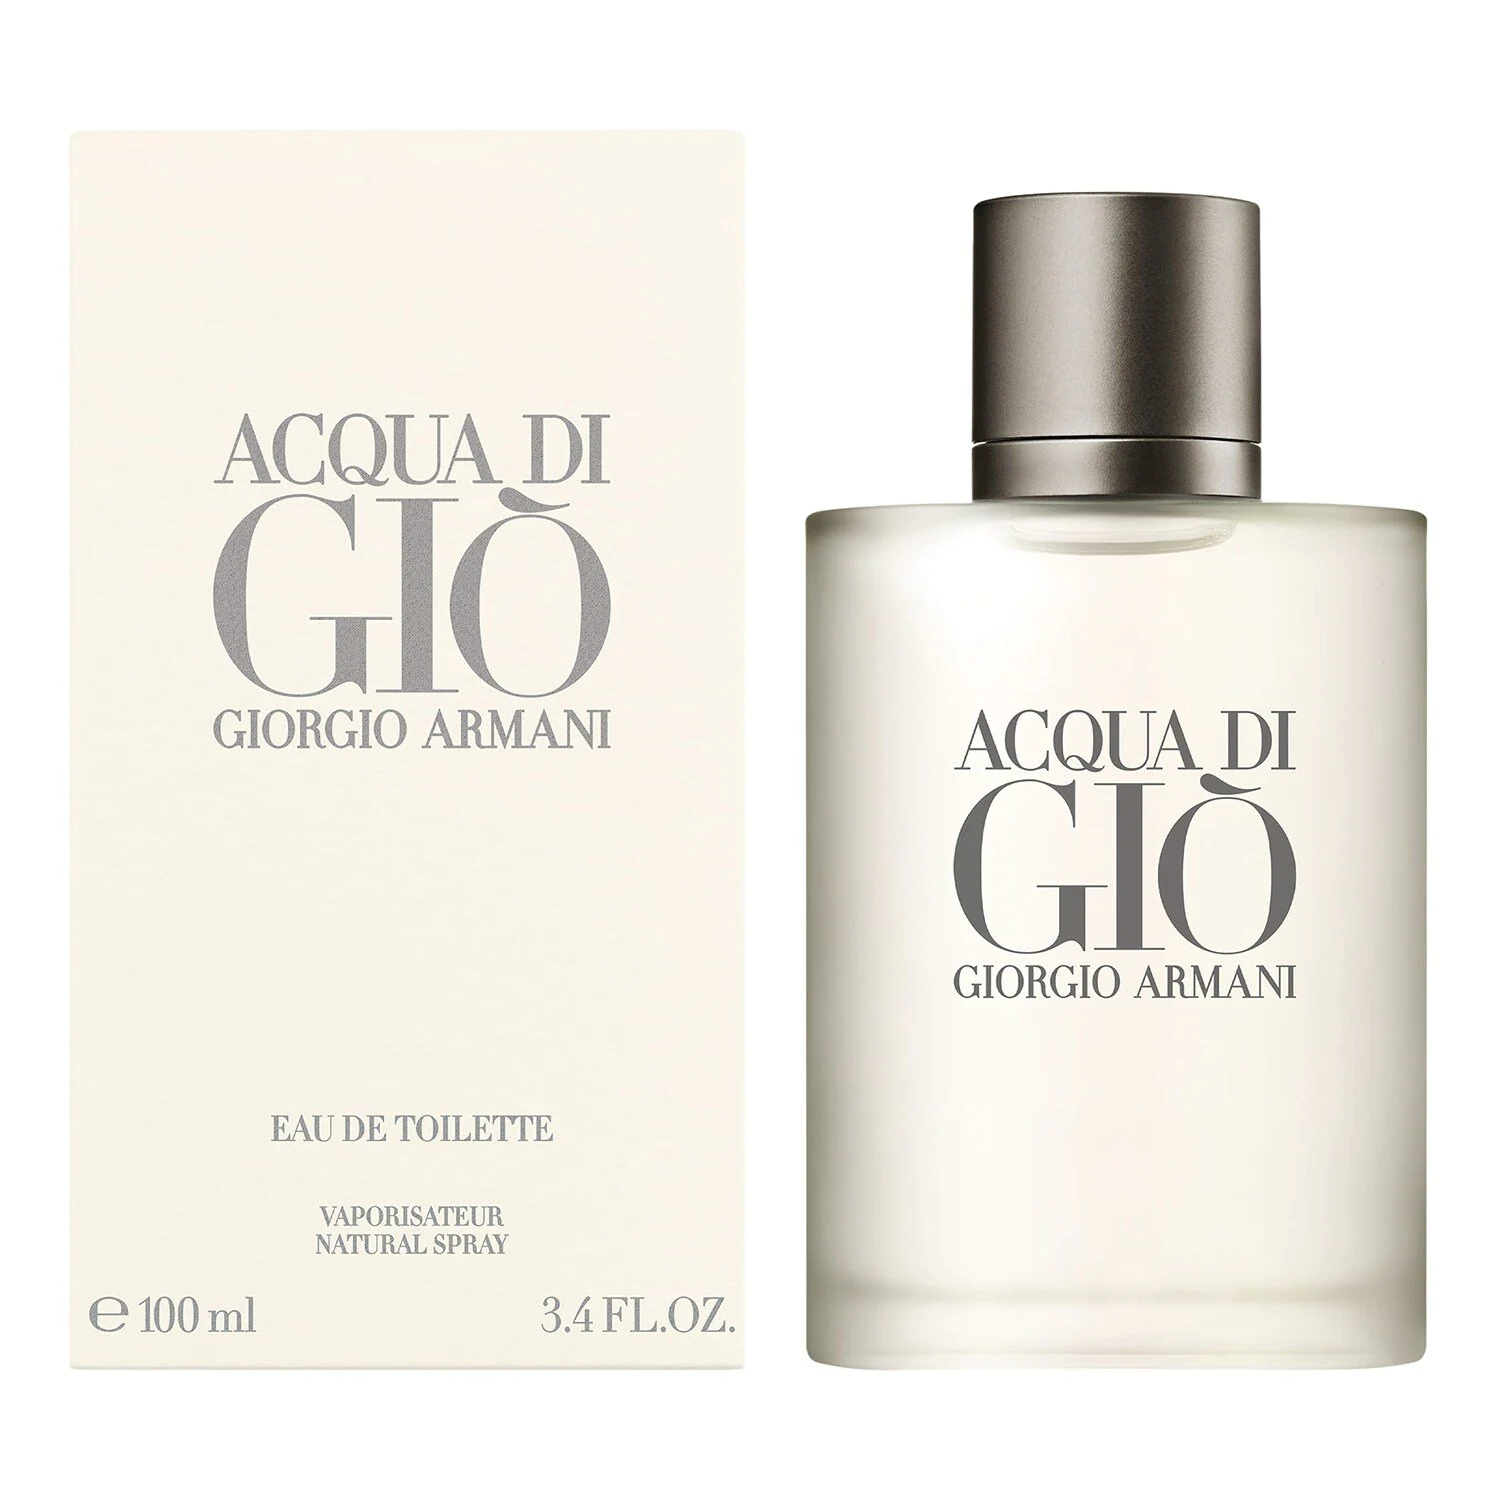 ACQUA DI
GIÒ
GIORGIO ARMANI
EAU DE TOILETTE
VAPORISATEUR
NATURAL SPRAY
℮ 100 ml 3.4 FL.OZ.
ACQUA DI
GIÒ
GIORGIO ARMANI